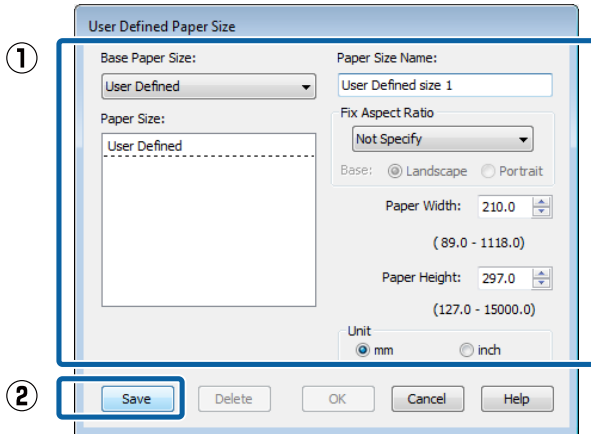 User Defined Paper Size
①
Base Paper Size:
User Defined
Paper Size:
User Defined
Paper Size Name:
User Defined size 1
Fix Aspect Ratio
Not Specify
Base: Landscape Portrait
Paper Width: 210.0
( 89.0 - 1118.0)
Paper Height: 297.0
(127.0 - 15000.0)
Unit
mm inch
②
Save Delete OK Cancel Help